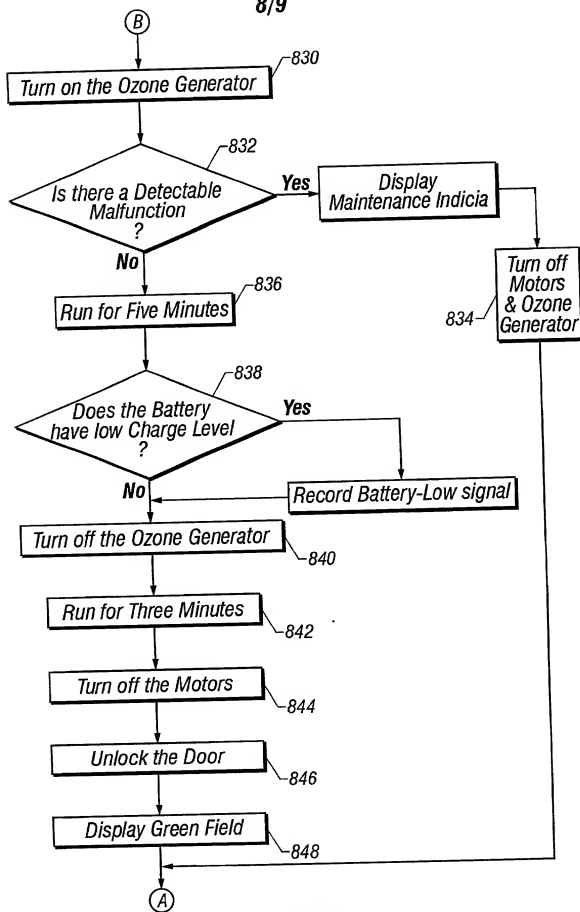 8/9
B
Turn on the Ozone Generator
830
832
Is there a Detectable
Malfunction
?
Yes
Display
Maintenance Indicia
No
Turn off
Motors
& Ozone
Generator
834
Run for Five Minutes
836
838
Does the Battery
have low Charge Level
?
Yes
No
Record Battery-Low signal
Turn off the Ozone Generator
840
Run for Three Minutes
842
Turn off the Motors
844
Unlock the Door
846
Display Green Field
848
A